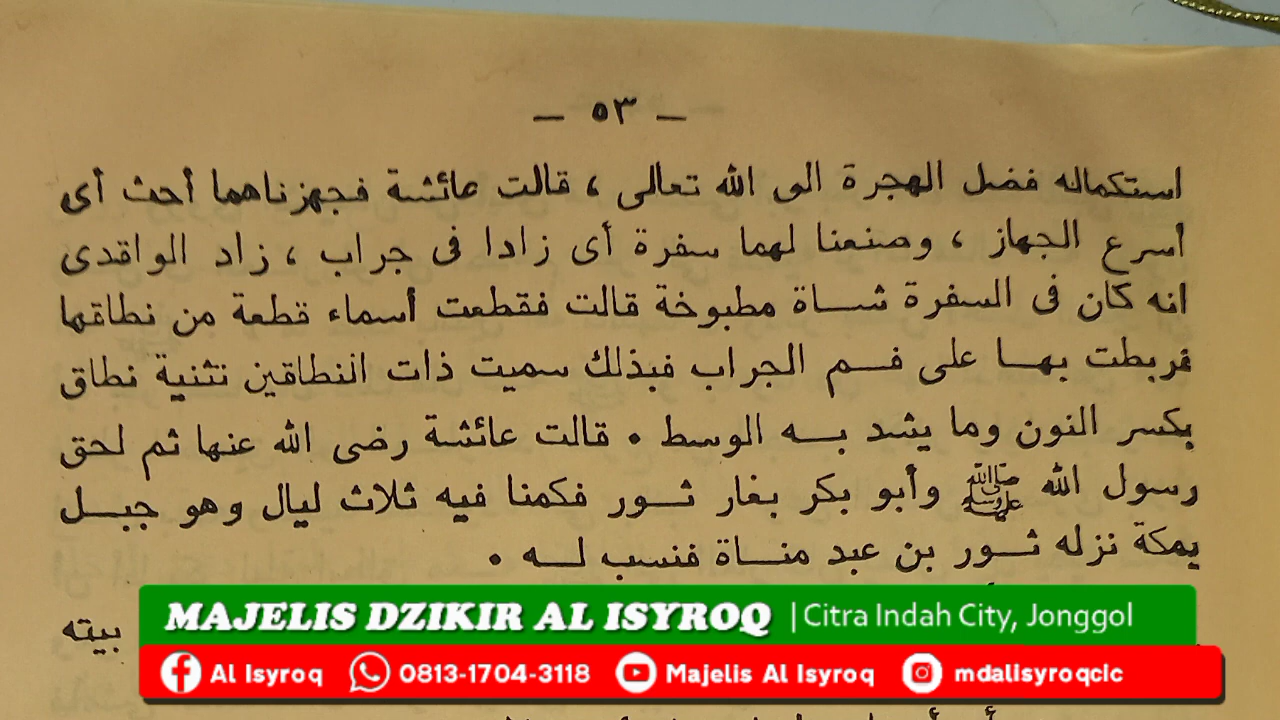 — ٥٣ —
استكماله فضل الهجرة الى الله تعالى ، قالت عائشة فجهزناهما أحث أى
أسرع الجهاز ، وصنعنا لهما سفرة أى زادا فى جراب ، زاد الواقدى
انه كان فى السفرة شاة مطبوخة قالت فقطعت أسماء قطعة من نطاقها
فربطت بها على فم الجراب فبذلك سميت ذات النطاقين تثنية نطاق
بكسر النون وما يشد به الوسط . قالت عائشة رضى الله عنها ثم لحق
رسول الله ﷺ وأبو بكر بغار ثور فكمنا فيه ثلاث ليال وهو جبل
بمكة نزله ثور بن عبد مناة فنسب له .
بيته
MAJELIS DZIKIR AL ISYROQ | Citra Indah City, Jonggol
Al Isyroq 0813-1704-3118 Majelis Al Isyroq mdalisyroqcic